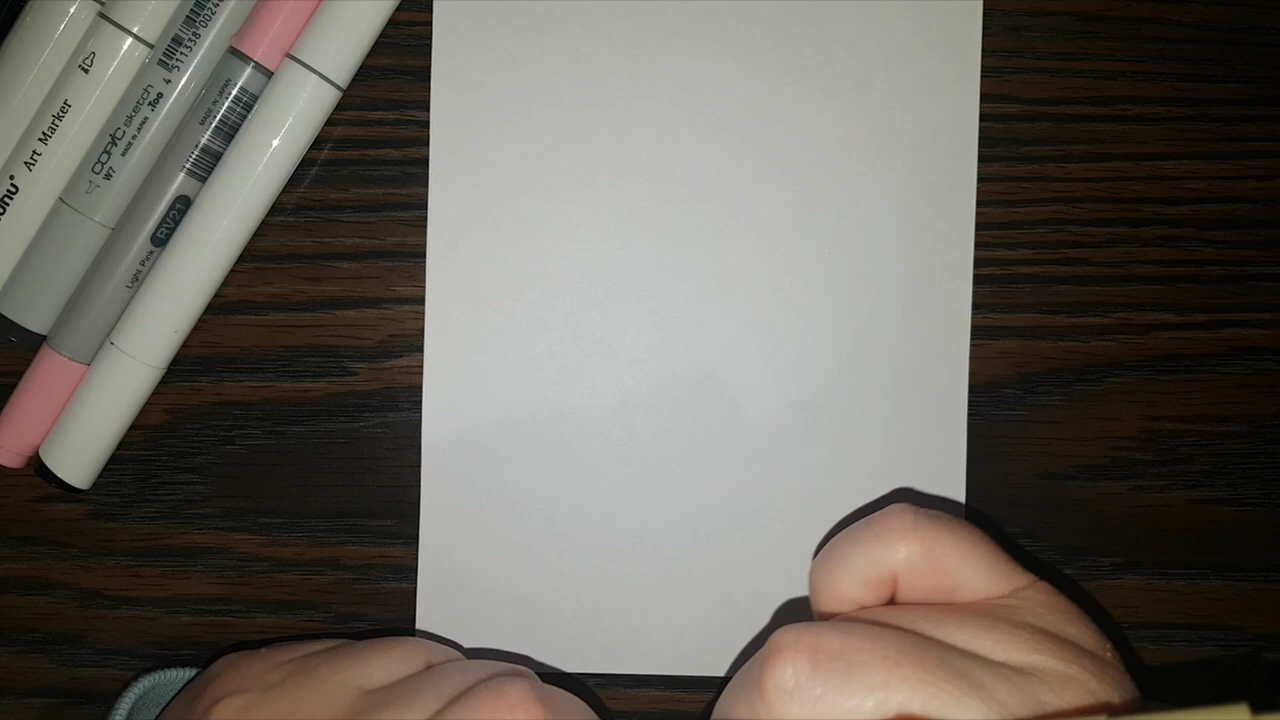 Art Marker
COPIC sketch
MADE IN JAPAN .Too
W7
MADE IN JAPAN
Light Pink RV21